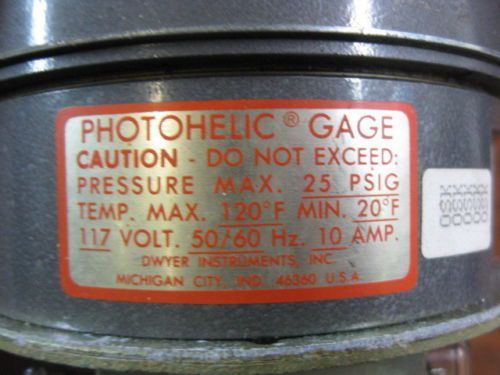 PHOTOHELIC® GAGE
CAUTION - DO NOT EXCEED:
PRESSURE MAX. 25 PSIG
TEMP. MAX. 120°F MIN. 20°F
117 VOLT. 50/60 Hz. 10 AMP.
DWYER INSTRUMENTS, INC.
MICHIGAN CITY, IND. 46360 U.S.A.